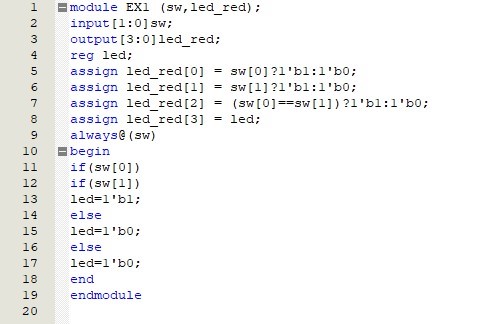 1 module EX1 (sw,led_red);
2 input[1:0]sw;
3 output[3:0]led_red;
4 reg led;
5 assign led_red[0] = sw[0]?1'b1:1'b0;
6 assign led_red[1] = sw[1]?1'b1:1'b0;
7 assign led_red[2] = (sw[0]==sw[1])?1'b1:1'b0;
8 assign led_red[3] = led;
9 always@(sw)
10 begin
11 if(sw[0])
12 if(sw[1])
13 led=1'b1;
14 else
15 led=1'b0;
16 else
17 led=1'b0;
18 end
19 endmodule
20